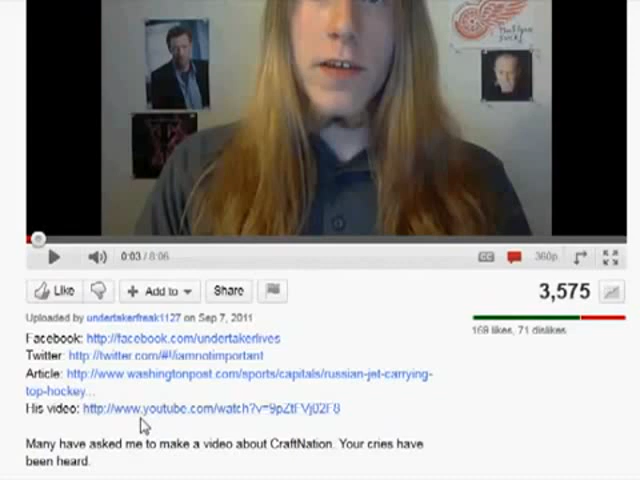 0:03 / 8:06
CC
360p
Like
Add to
Share
3,575
Uploaded by undertakerfreak1127 on Sep 7, 2011
168 likes, 71 dislikes
Facebook: http://facebook.com/undertakerlives
Twitter: http://twitter.com/#!/iamnotimportant
Article: http://www.washingtonpost.com/sports/capitals/russian-jet-carrying-
top-hockey...
His video: http://www.youtube.com/watch?v=9pZtFVj02F8
Many have asked me to make a video about CraftNation. Your cries have
been heard.